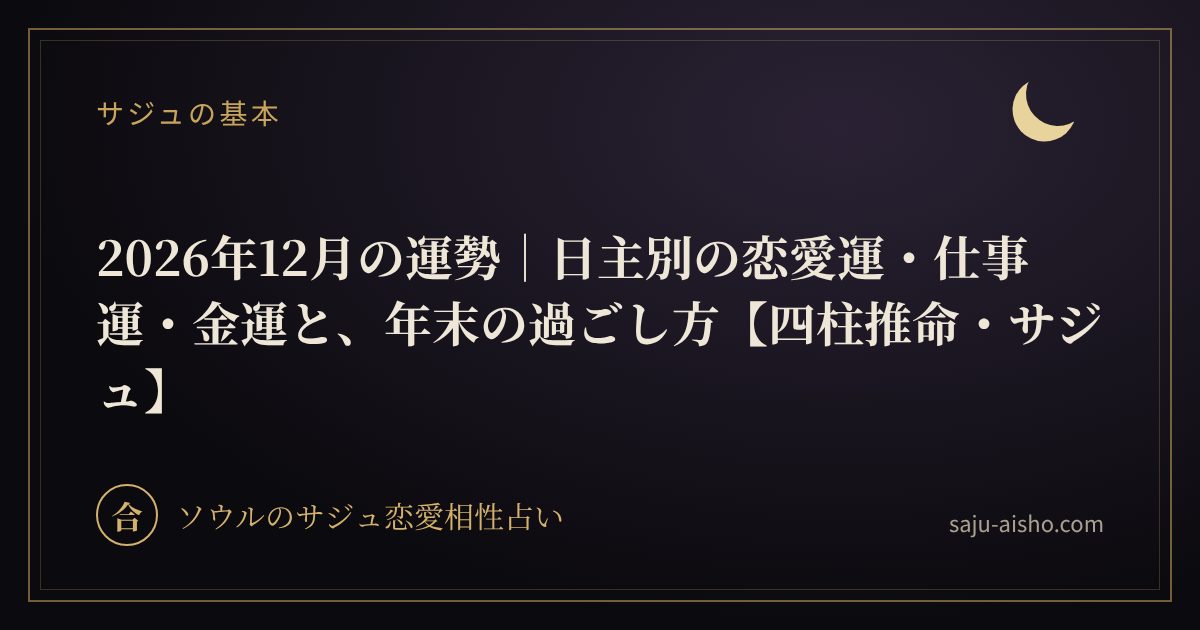 サジュの基本
2026年12月の運勢｜日主別の恋愛運・仕事
運・金運と、年末の過ごし方【四柱推命・サジ
ュ】
合 ソウルのサジュ恋愛相性占い
saju-aisho.com